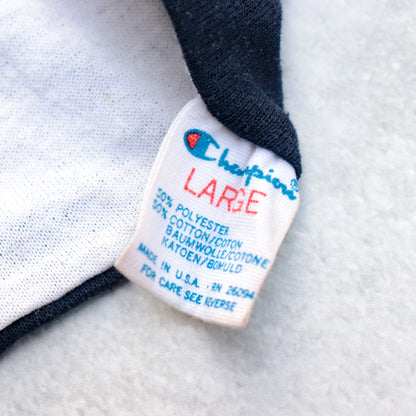 Champion®
LARGE
50% POLYESTER
50% COTTON/COTON
BAUMWOLLE/COTONE
KATOEN/BOMULD
MADE IN U.S.A. RN 26094
FOR CARE SEE REVERSE